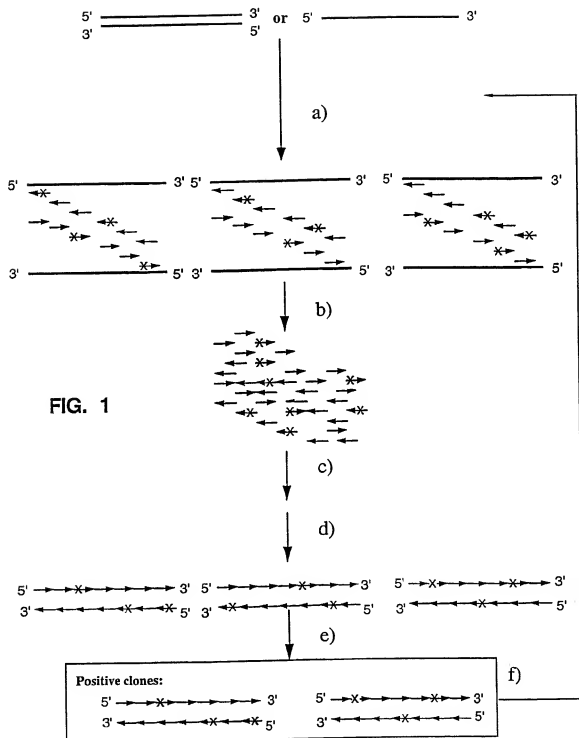 5' 3' or 5' 3'
3' 5'
a)
5' 3' 5' 3' 5' 3'
3' 5' 3' 5' 3' 5'
b)
FIG. 1
c)
d)
5' 3' 5' 3' 5' 3'
3' 5' 3' 5' 3' 5'
e)
f)
Positive clones:
5' 3' 5' 3'
3' 5' 3' 5'